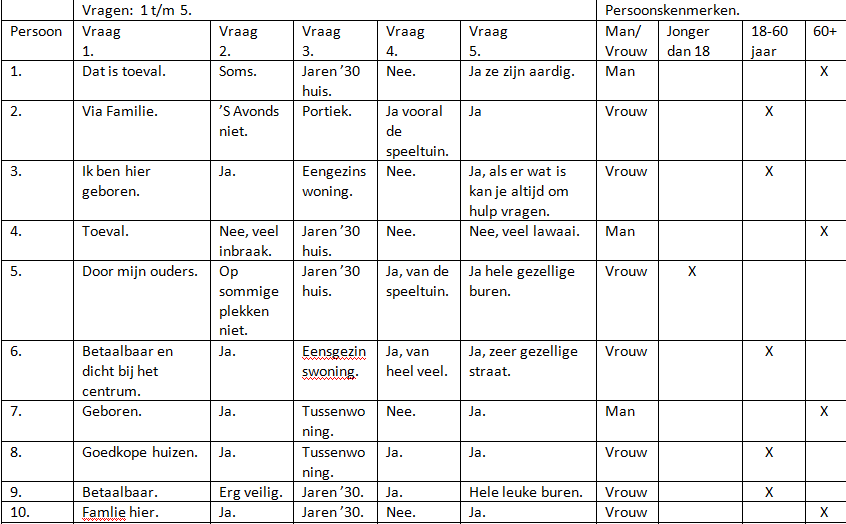 Vragen: 1 t/m 5. Persoonskenmerken.
Persoon Vraag 1. Vraag 2. Vraag 3. Vraag 4. Vraag 5. Man/ Vrouw Jonger dan 18 18-60 jaar 60+
1. Dat is toeval. Soms. Jaren ’30 huis. Nee. Ja ze zijn aardig. Man X
2. Via Familie. ’S Avonds niet. Portiek. Ja vooral de speeltuin. Ja Vrouw X
3. Ik ben hier geboren. Ja. Eengezins woning. Nee. Ja, als er wat is kan je altijd om hulp vragen. Vrouw X
4. Toeval. Nee, veel inbraak. Jaren ’30 huis. Nee. Nee, veel lawaai. Man X
5. Door mijn ouders. Op sommige plekken niet. Jaren ’30 huis. Ja, van de speeltuin. Ja hele gezellige buren. Vrouw X
6. Betaalbaar en dicht bij het centrum. Ja. Eensgezin swoning. Ja, van heel veel. Ja, zeer gezellige straat. Vrouw X
7. Geboren. Ja. Tussenwo ning. Nee. Ja. Man X
8. Goedkope huizen. Ja. Tussenwo ning. Ja. Ja. Vrouw X
9. Betaalbaar. Erg veilig. Jaren ’30. Ja. Hele leuke buren. Vrouw X
10. Famlie hier. Ja. Jaren ’30. Nee. Ja. Vrouw X